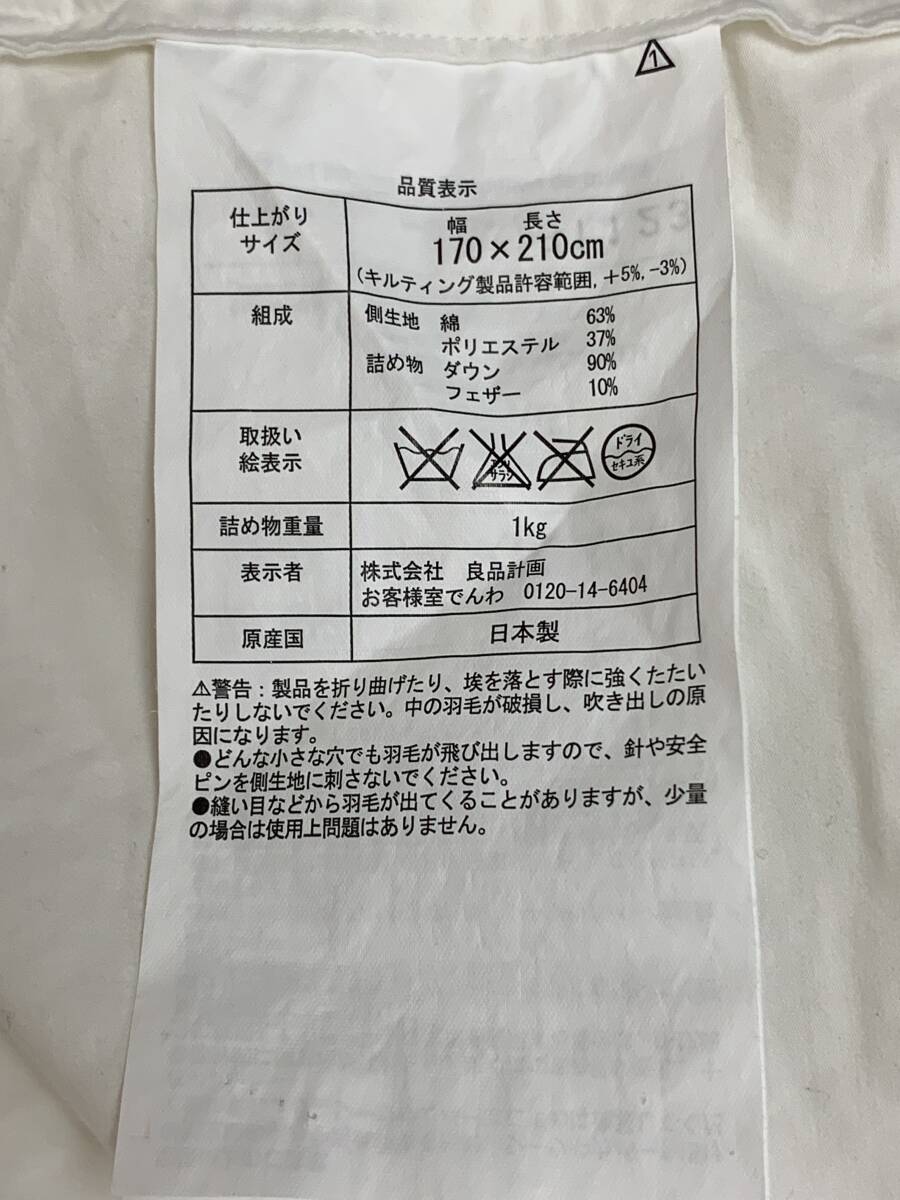 1
品質表示
仕上がり
サイズ
幅 長さ
170×210cm
(キルティング製品許容範囲, +5%, -3%)
組成
側生地 綿 63%
ポリエステル 37%
詰め物 ダウン 90%
フェザー 10%
取扱い
絵表示
エンソ
サラシ
ドライ
セキユ系
詰め物重量
1kg
表示者
株式会社 良品計画
お客様室でんわ 0120-14-6404
原産国
日本製
⚠警告:製品を折り曲げたり、埃を落とす際に強くたたい
たりしないでください。中の羽毛が破損し、吹き出しの原
因になります。
●どんな小さな穴でも羽毛が飛び出しますので、針や安全
ピンを側生地に刺さないでください。
●縫い目などから羽毛が出てくることがありますが、少量
の場合は使用上問題はありません。